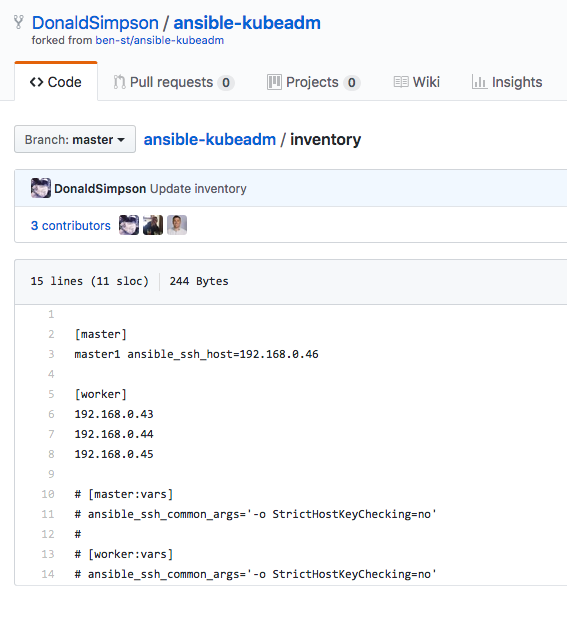 DonaldSimpson / ansible-kubeadm
forked from ben-st/ansible-kubeadm
Code Pull requests 0 Projects 0 Wiki Insights
Branch: master ansible-kubeadm / inventory
DonaldSimpson Update inventory
3 contributors
15 lines (11 sloc) 244 Bytes
1
2 [master]
3 master1 ansible_ssh_host=192.168.0.46
4
5 [worker]
6 192.168.0.43
7 192.168.0.44
8 192.168.0.45
9
10 # [master:vars]
11 # ansible_ssh_common_args='-o StrictHostKeyChecking=no'
12 #
13 # [worker:vars]
14 # ansible_ssh_common_args='-o StrictHostKeyChecking=no'